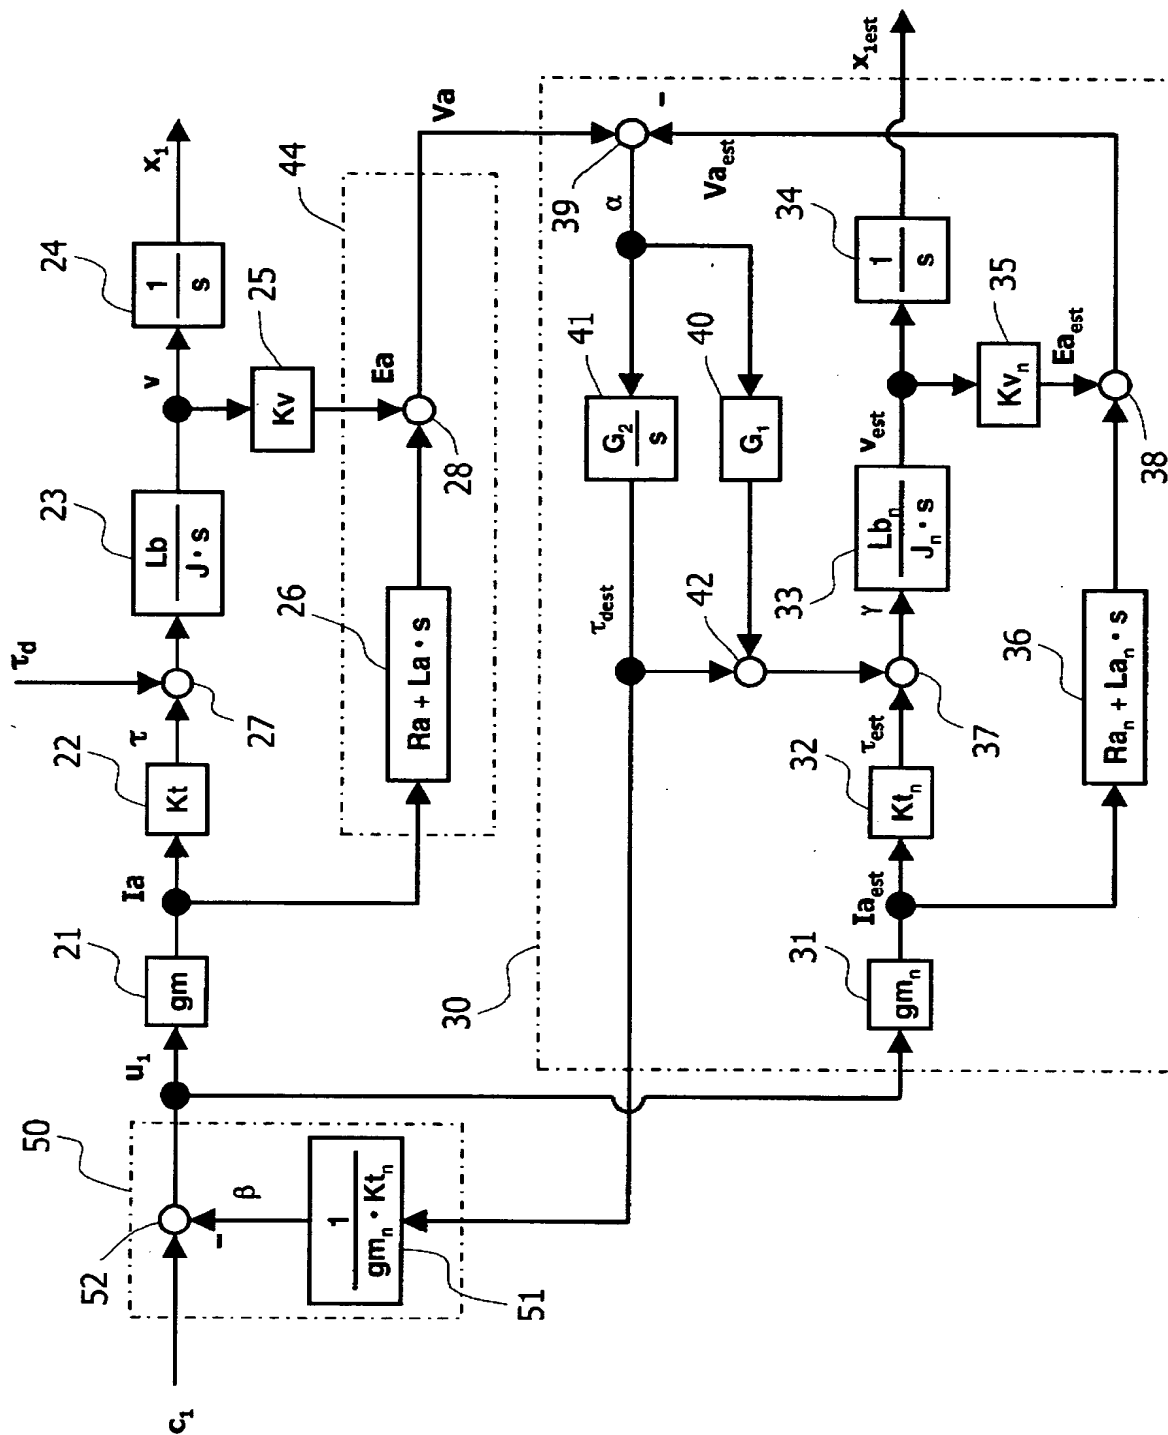 c₁
52
50
β
-
1
gmₙ · Ktₙ
51
u₁
21
gm
Ia
22
Kt
τ
τd
27
23
Lb
J · s
v
24
1
s
x₁
25
Kv
Ea
28
26
Ra + La · s
44
Va
30
τdest
41
G₂
s
α
39
-
Vaest
40
G₁
42
31
gmₙ
Iaest
32
Ktₙ
τest
37
γ
33
Lbₙ
Jₙ · s
vest
34
1
s
x1est
35
Kvₙ
Eaest
38
36
Raₙ + Laₙ · s